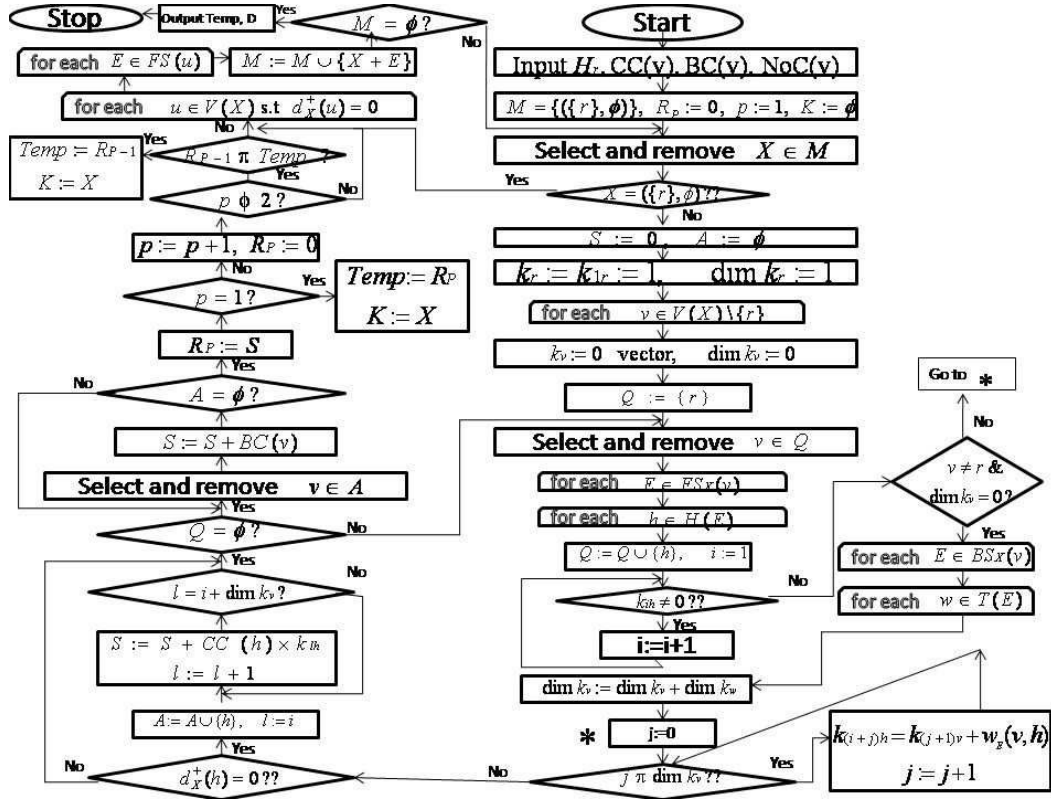 Start
Input H_r. CC(v). BC(v). NoC(v)
M = {({r}, ϕ)}, R_p := 0, p := 1, K := ϕ
Select and remove X ∈ M
X = ({r}, ϕ)??
Yes
No
S := 0, A := ϕ
k_r := k_{1r} := 1, dim k_r := 1
for each v ∈ V(X)\{r}
k_v := 0 vector, dim k_v := 0
Q := {r}
Select and remove v ∈ Q
for each E ∈ FSx(v)
for each h ∈ H(E)
Q := Q ∪ {h}, i := 1
k_{ih} ≠ 0??
No
Yes
i:=i+1
v ≠ r &
dim k_v = 0?
No
Go to *
Yes
for each E ∈ BSx(v)
for each w ∈ T(E)
dim k_v := dim k_v + dim k_w
* j:=0
j π dim k_v??
Yes
k_{(i+j)h} = k_{(j+1)v} + w_E(v, h)
j := j+1
No
d_X^+(h) = 0??
No
Yes
A := A ∪ {h}, l := i
S := S + CC (h) × k_{lh}
l := l + 1
l = i + dim k_v?
No
Yes
Q = ϕ?
No
Yes
Select and remove v ∈ A
S := S + BC(v)
A = ϕ?
No
Yes
R_P := S
p = 1?
Yes
Temp := R_P
K := X
No
p := p+1, R_P := 0
p ϕ 2?
No
Yes
R_{P-1} π Temp ?
Yes
Temp := R_{P-1}
K := X
No
for each u ∈ V(X) s.t d_X^+(u) = 0
for each E ∈ FS(u)
M := M ∪ {X + E}
M = ϕ?
No
Yes
Output Temp, D
Stop